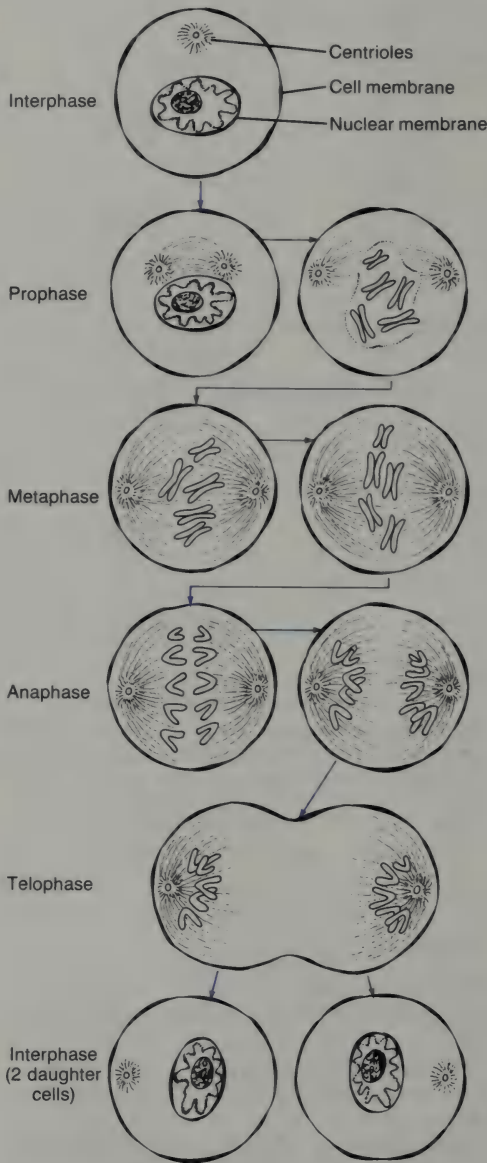 Centrioles
Cell membrane
Interphase
Nuclear membrane
Prophase
Metaphase
Anaphase
Telophase
Interphase
(2 daughter
cells)